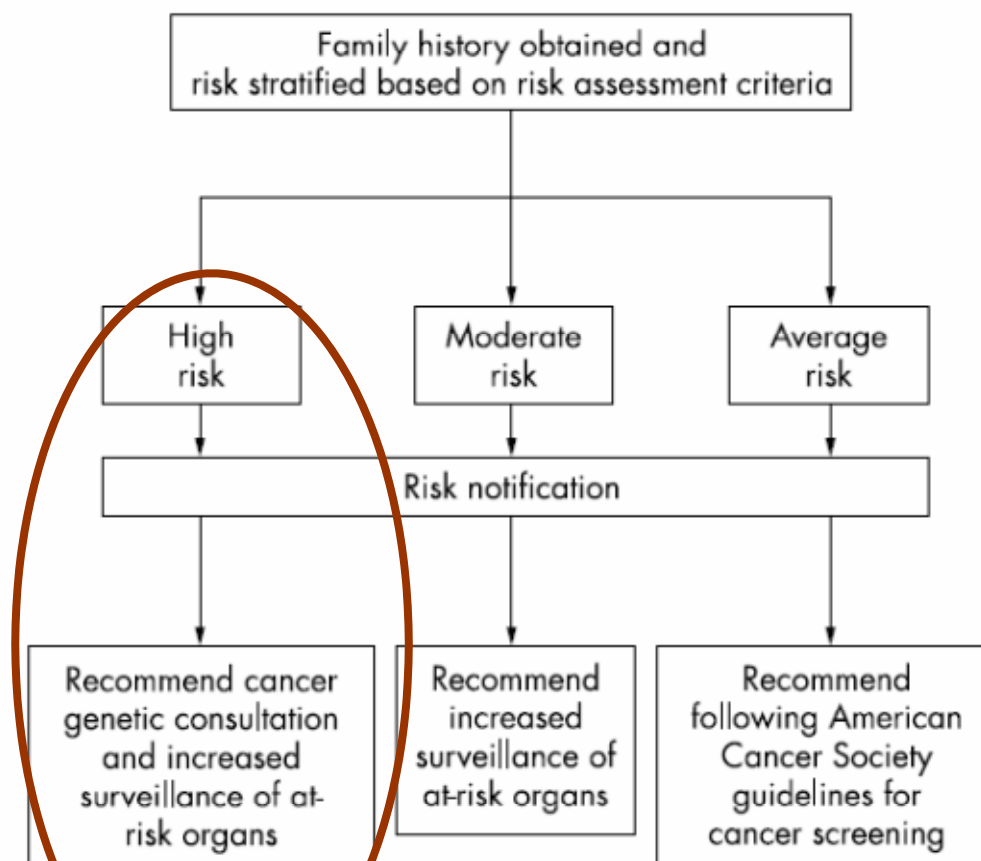 Family history obtained and
risk stratified based on risk assessment criteria
High
risk
Moderate
risk
Average
risk
Risk notification
Recommend cancer
genetic consultation
and increased
surveillance of at-
risk organs
Recommend
increased
surveillance of
at-risk organs
Recommend
following American
Cancer Society
guidelines for
cancer screening